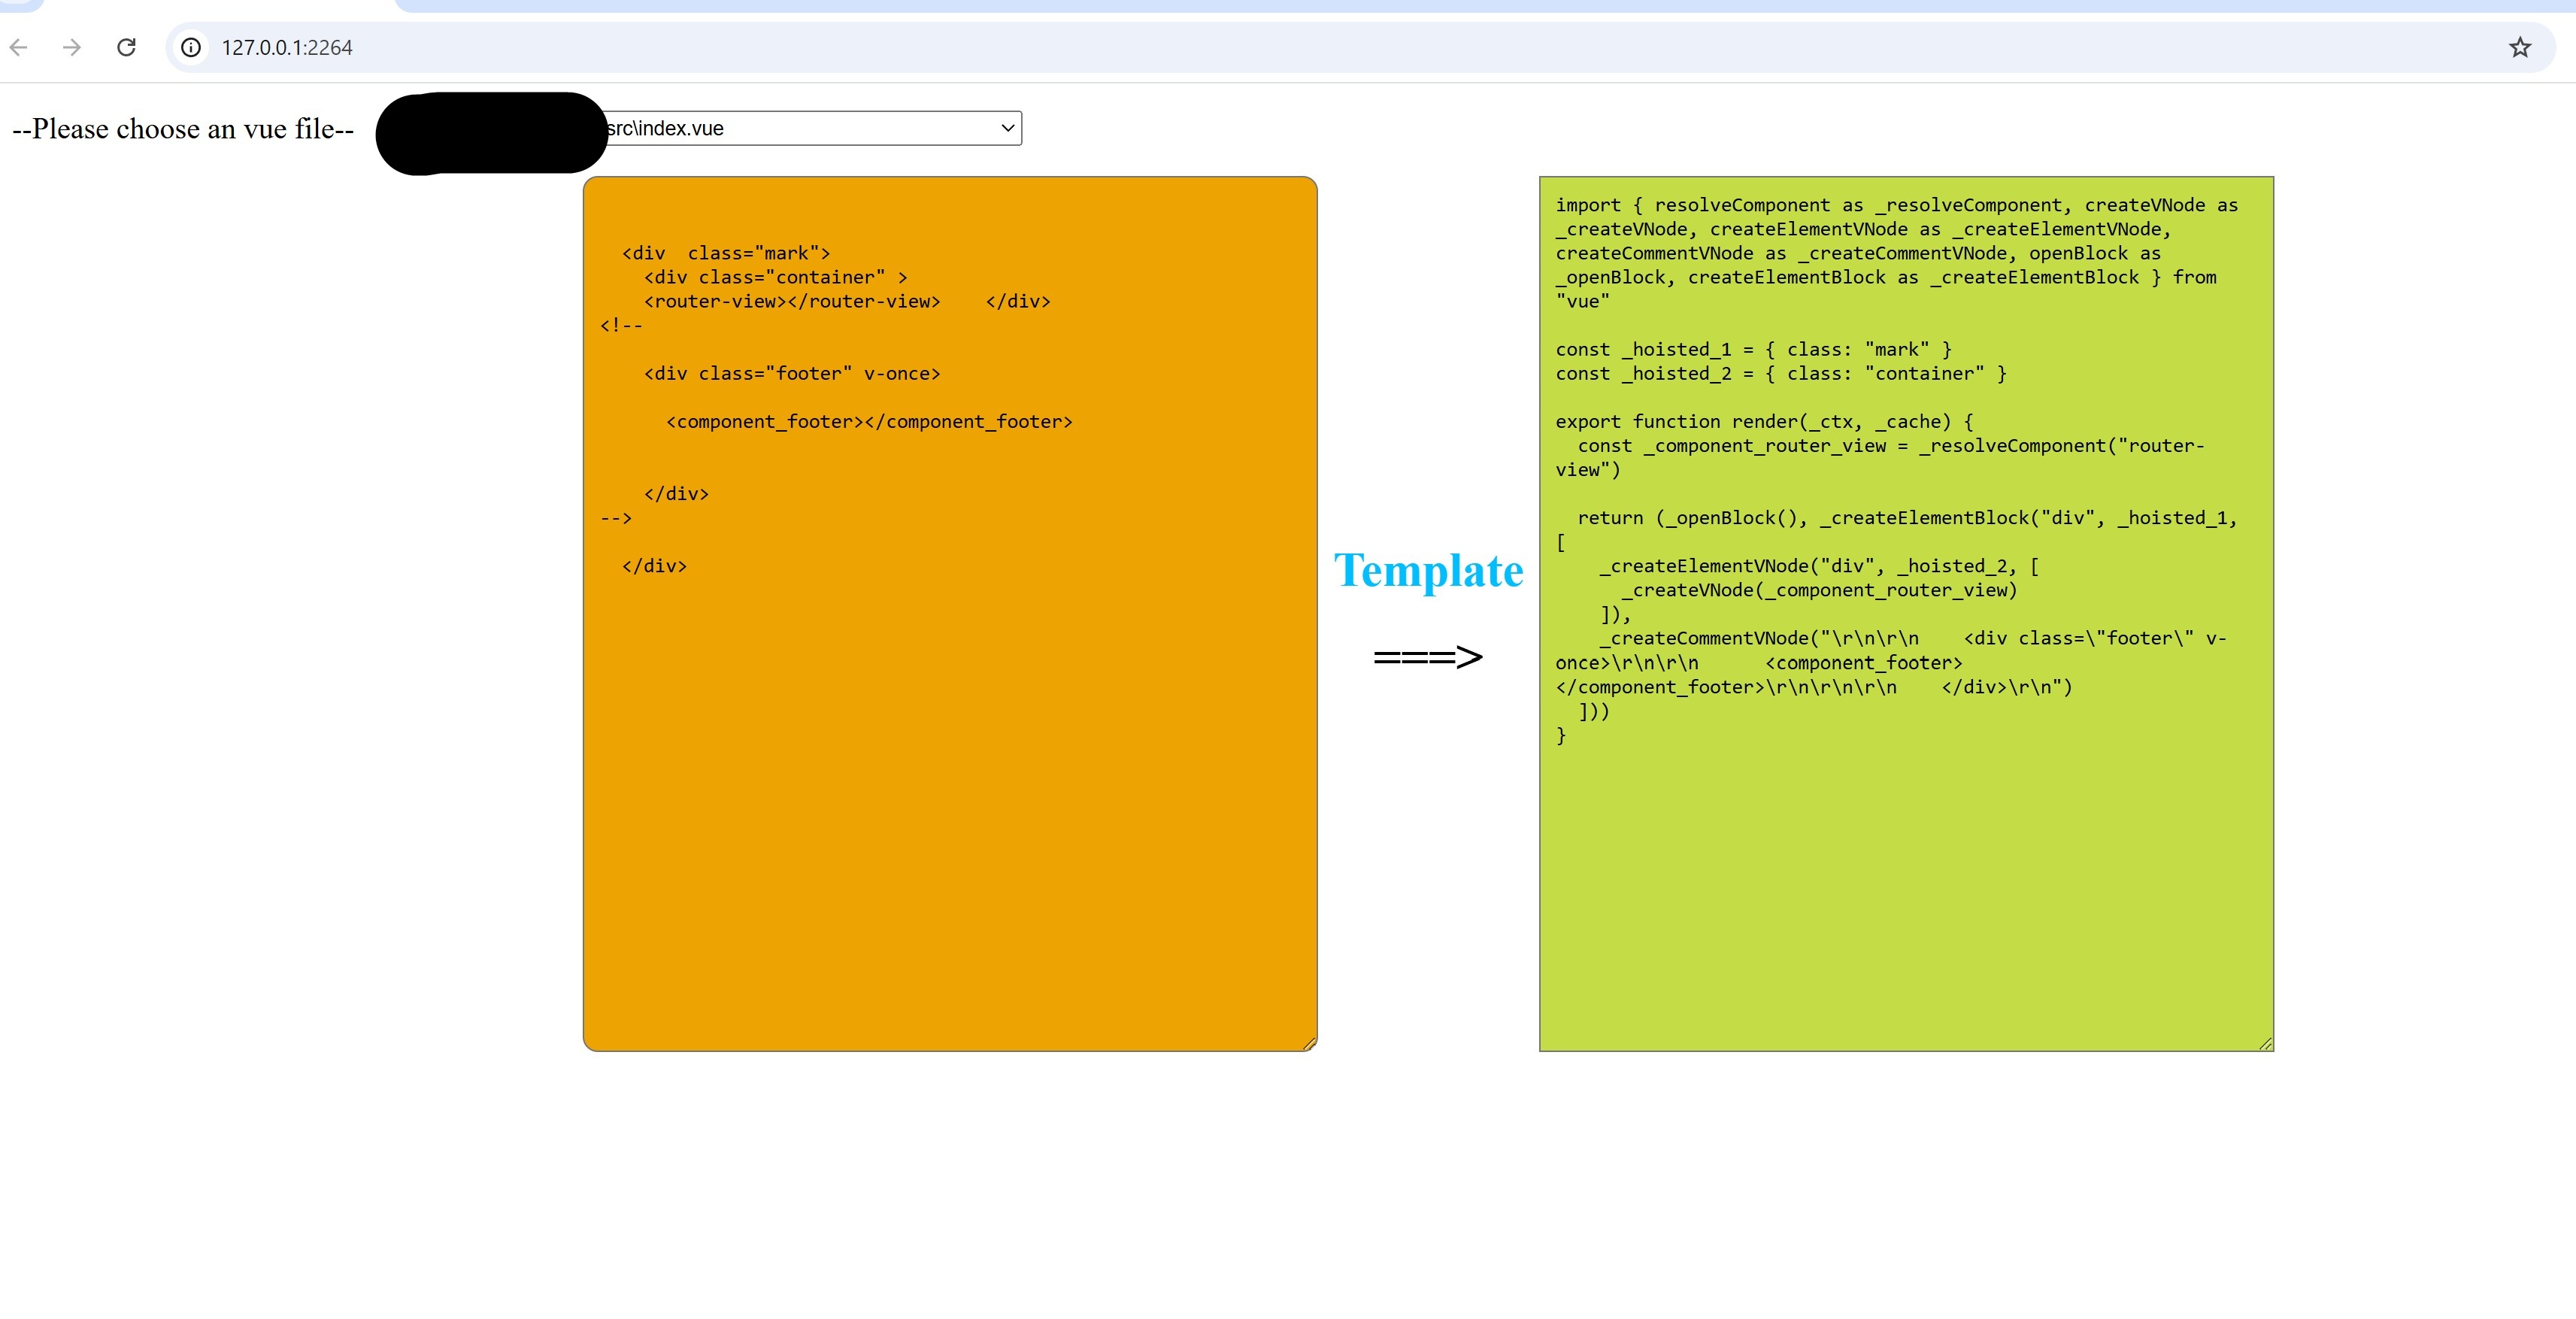 127.0.0.1:2264
--Please choose an vue file--
src\index.vue
<div  class="mark">
<div class="container" >
<router-view></router-view>    </div>
<!--
<div class="footer" v-once>
<component_footer></component_footer>
</div>
-->
</div>
Template
===>
import { resolveComponent as _resolveComponent, createVNode as
_createVNode, createElementVNode as _createElementVNode,
createCommentVNode as _createCommentVNode, openBlock as
_openBlock, createElementBlock as _createElementBlock } from
"vue"
const _hoisted_1 = { class: "mark" }
const _hoisted_2 = { class: "container" }
export function render(_ctx, _cache) {
const _component_router_view = _resolveComponent("router-
view")
return (_openBlock(), _createElementBlock("div", _hoisted_1,
[
_createElementVNode("div", _hoisted_2, [
_createVNode(_component_router_view)
]),
_createCommentVNode("\r\n\r\n    <div class=\"footer\" v-
once>\r\n\r\n      <component_footer>
</component_footer>\r\n\r\n\r\n    </div>\r\n")
]))
}